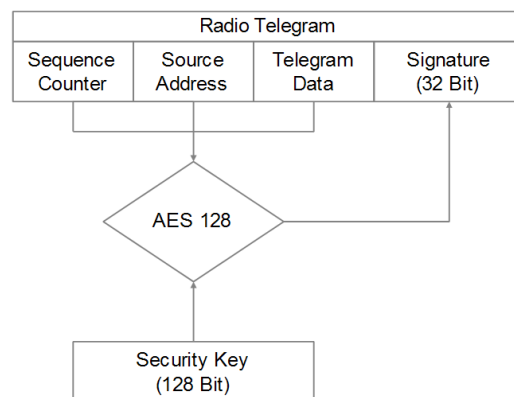 Radio Telegram
Sequence
Counter
Source
Address
Telegram
Data
Signature
(32 Bit)
AES 128
Security Key
(128 Bit)